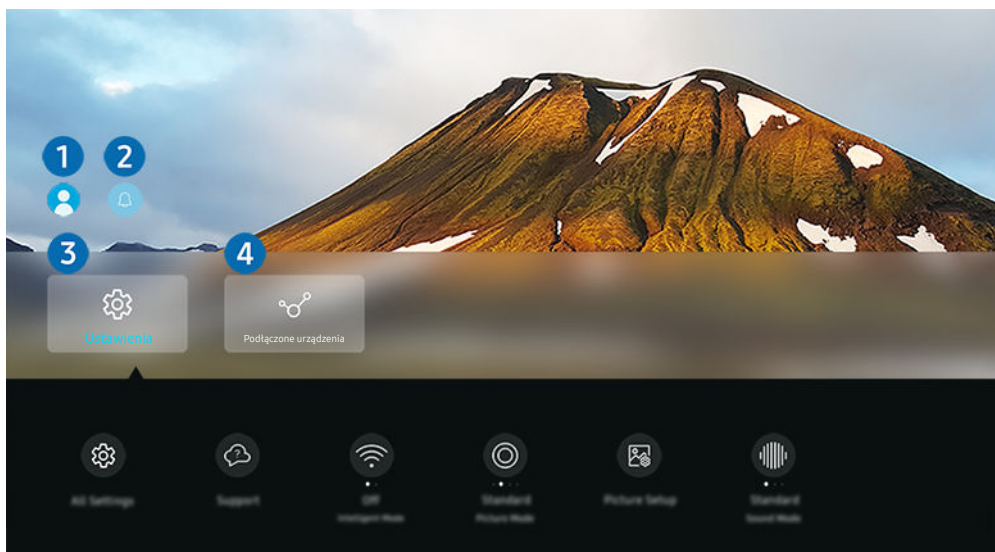 1 2
3 4
Ustawienia
Podłączone urządzenia
All Settings
Support
Off
Intelligent Mode
Standard
Picture Mode
Picture Setup
Standard
Sound Mode